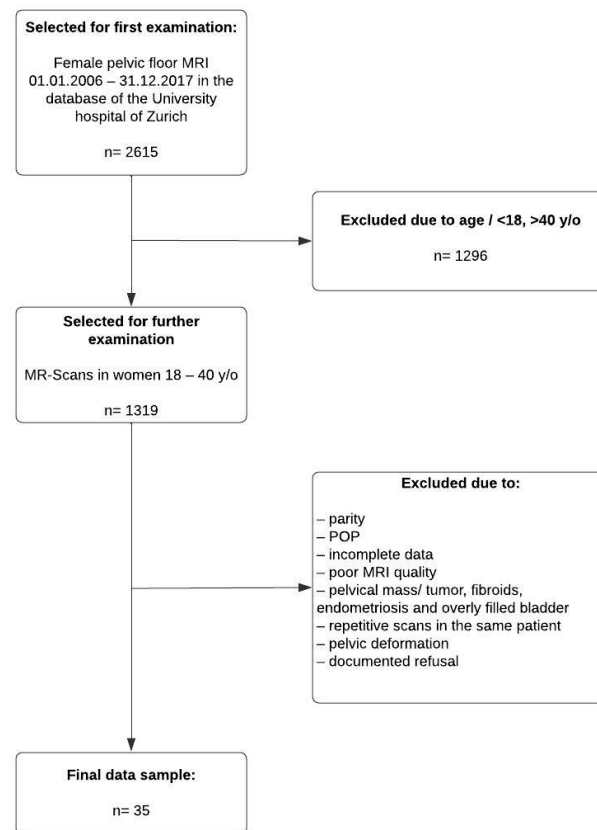 Selected for first examination:
Female pelvic floor MRI
01.01.2006 – 31.12.2017 in the
database of the University
hospital of Zurich
n= 2615
Excluded due to age / <18, >40 y/o
n= 1296
Selected for further
examination
MR-Scans in women 18 – 40 y/o
n= 1319
Excluded due to:
– parity
– POP
– incomplete data
– poor MRI quality
– pelvical mass/ tumor, fibroids,
endometriosis and overly filled bladder
– repetitive scans in the same patient
– pelvic deformation
– documented refusal
Final data sample:
n= 35